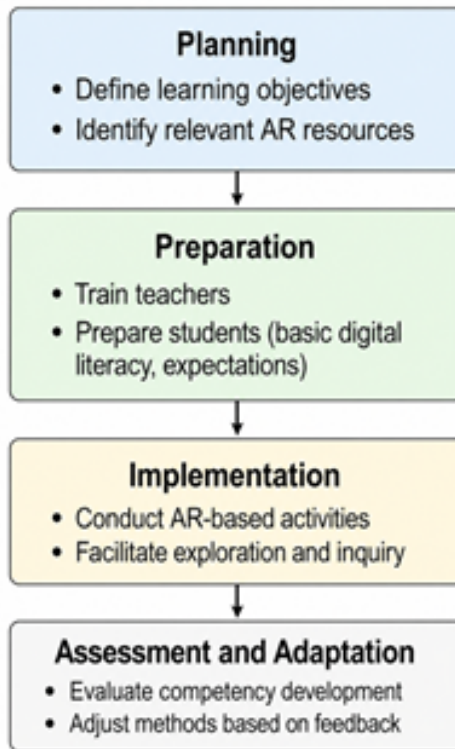 Planning
• Define learning objectives
• Identify relevant AR resources
Preparation
• Train teachers
• Prepare students (basic digital
literacy, expectations)
Implementation
• Conduct AR-based activities
• Facilitate exploration and inquiry
Assessment and Adaptation
• Evaluate competency development
• Adjust methods based on feedback